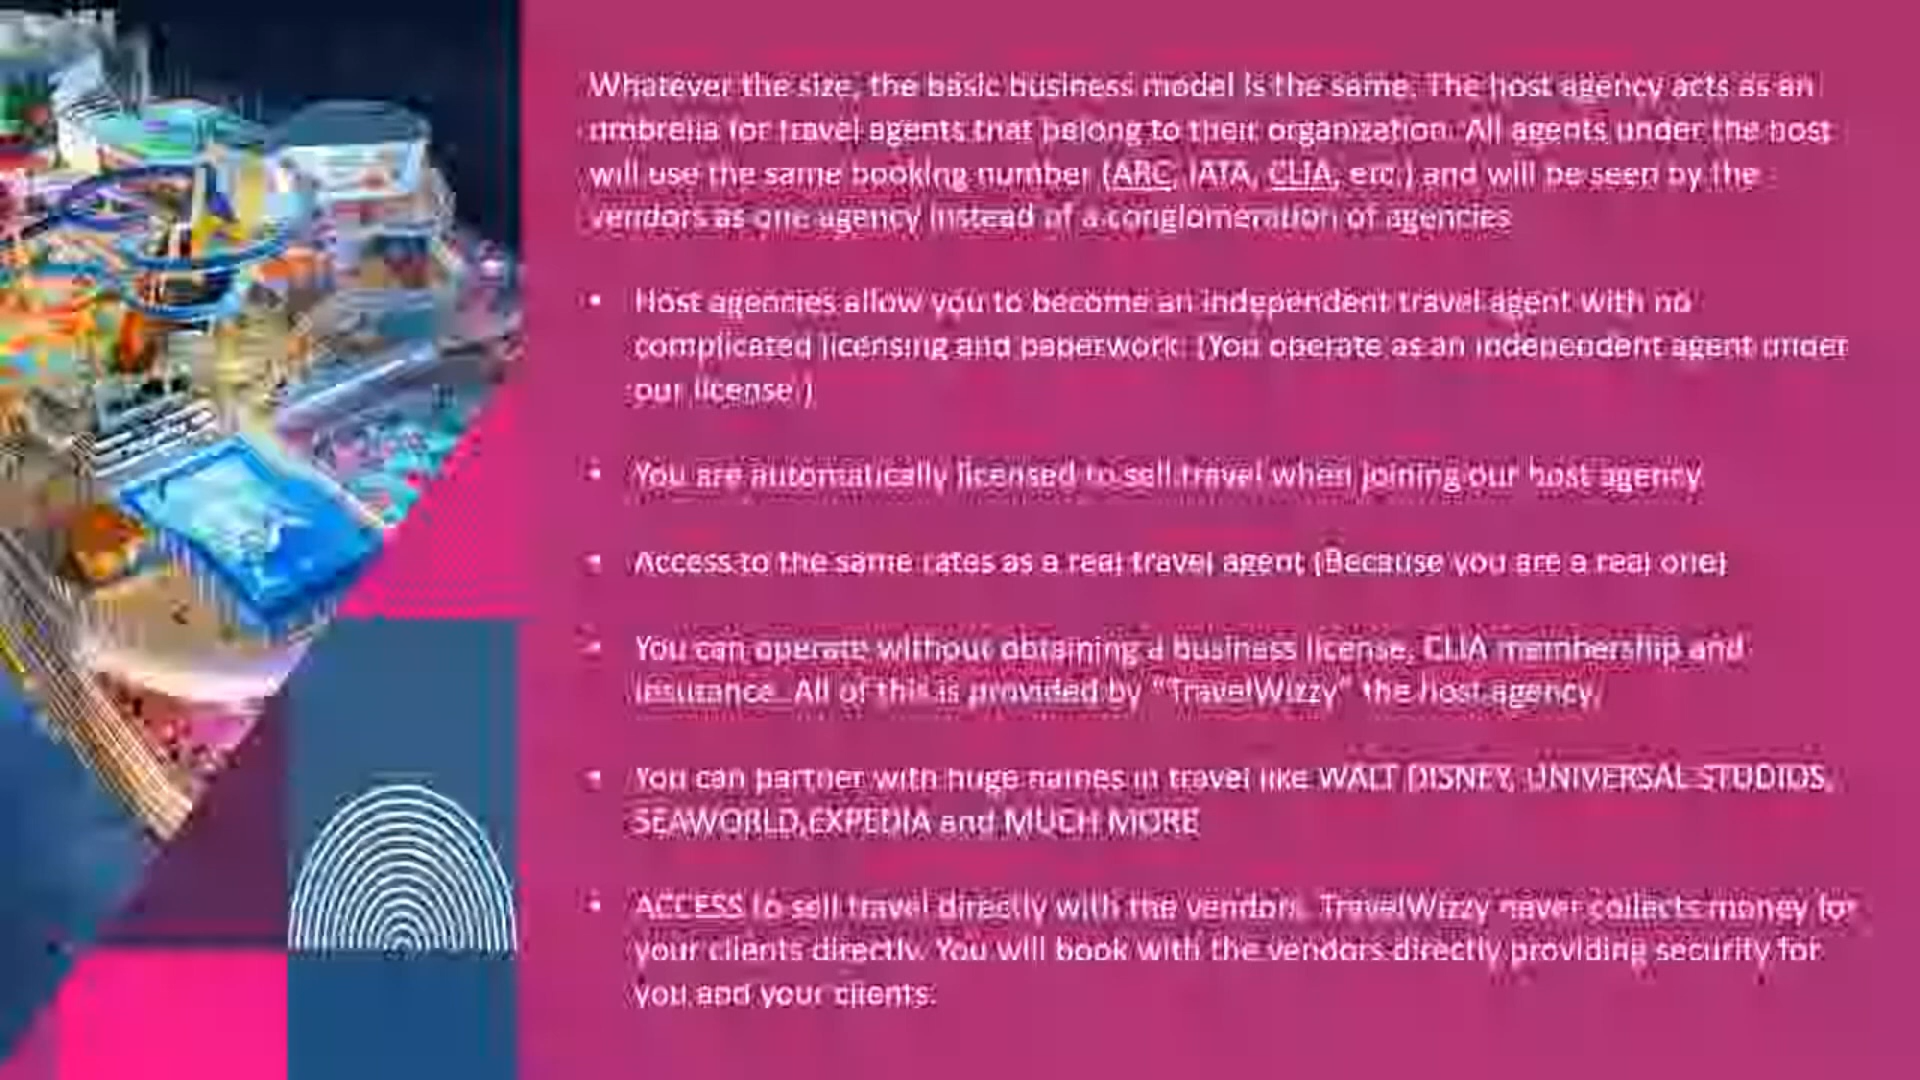 Whatever the size, the basic business model is the same. The host agency acts as an
umbrella for travel agents that belong to their organization. All agents under the host
will use the same booking number (ARC, IATA, CLIA, etc.) and will be seen by the
vendors as one agency instead of a conglomeration of agencies
• Host agencies allow you to become an independent travel agent with no
complicated licensing and paperwork. (You operate as an independent agent under
our license.)
• You are automatically licensed to sell travel when joining our host agency
• Access to the same rates as a real travel agent (Because you are a real one)
• You can operate without obtaining a business license, CLIA membership and
insurance. All of this is provided by "TravelWizzy" the host agency.
• You can partner with huge names in travel like WALT DISNEY, UNIVERSAL STUDIOS,
SEAWORLD,EXPEDIA and MUCH MORE
• ACCESS to sell travel directly with the vendors. TravelWizzy never collects money for
your clients directly. You will book with the vendors directly providing security for
you and your clients.